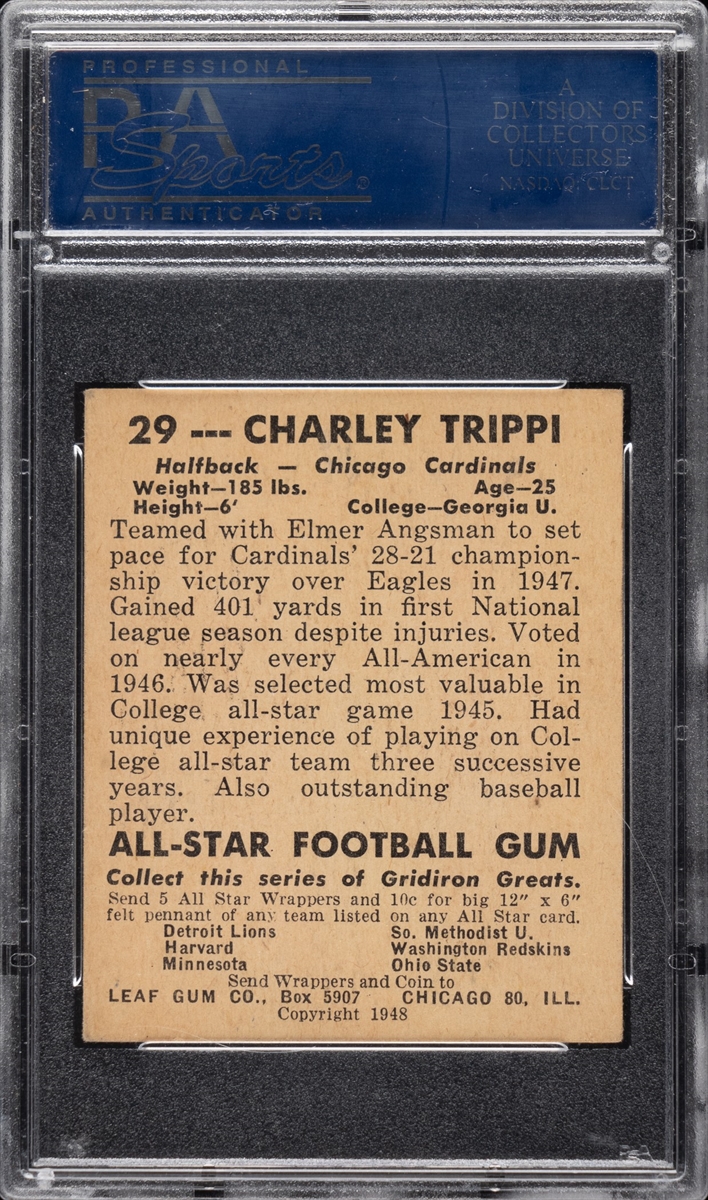 PROFESSIONAL
PSA
Sports®
AUTHENTICATOR
A
DIVISION OF
COLLECTORS
UNIVERSE
NASDAQ: CLCT
29 --- CHARLEY TRIPPI
Halfback — Chicago Cardinals
Weight—185 lbs. Age—25
Height—6' College—Georgia U.
Teamed with Elmer Angsman to set
pace for Cardinals' 28-21 champion-
ship victory over Eagles in 1947.
Gained 401 yards in first National
league season despite injuries. Voted
on nearly every All-American in
1946. Was selected most valuable in
College all-star game 1945. Had
unique experience of playing on Col-
lege all-star team three successive
years. Also outstanding baseball
player.
ALL-STAR FOOTBALL GUM
Collect this series of Gridiron Greats.
Send 5 All Star Wrappers and 10c for big 12" x 6"
felt pennant of any team listed on any All Star card.
Detroit Lions So. Methodist U.
Harvard Washington Redskins
Minnesota Ohio State
Send Wrappers and Coin to
LEAF GUM CO., Box 5907 CHICAGO 80, ILL.
Copyright 1948
PSA